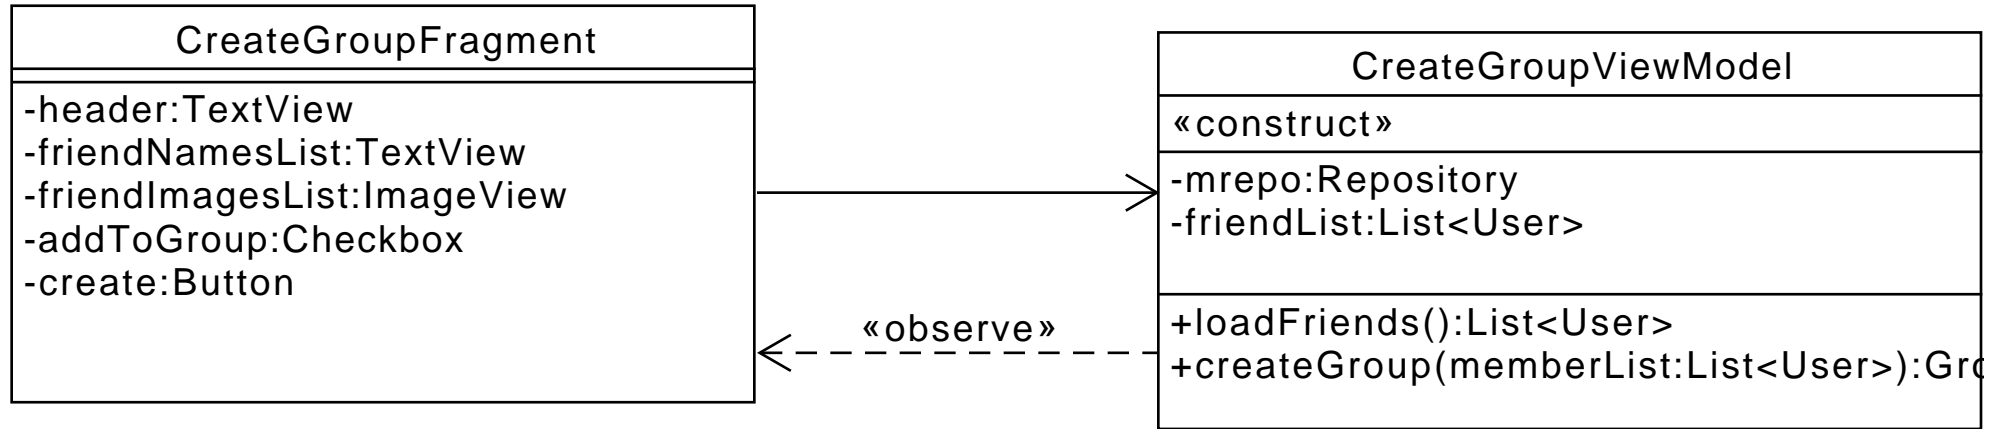 CreateGroupFragment
-header:TextView
-friendNamesList:TextView
-friendImagesList:ImageView
-addToGroup:Checkbox
-create:Button
«observe»
CreateGroupViewModel
«construct»
-mrepo:Repository
-friendList:List<User>
+loadFriends():List<User>
+createGroup(memberList:List<User>):Gro